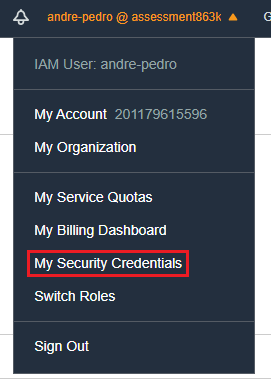 andre-pedro @ assessment863k
IAM User: andre-pedro
My Account 201179615596
My Organization
My Service Quotas
My Billing Dashboard
My Security Credentials
Switch Roles
Sign Out